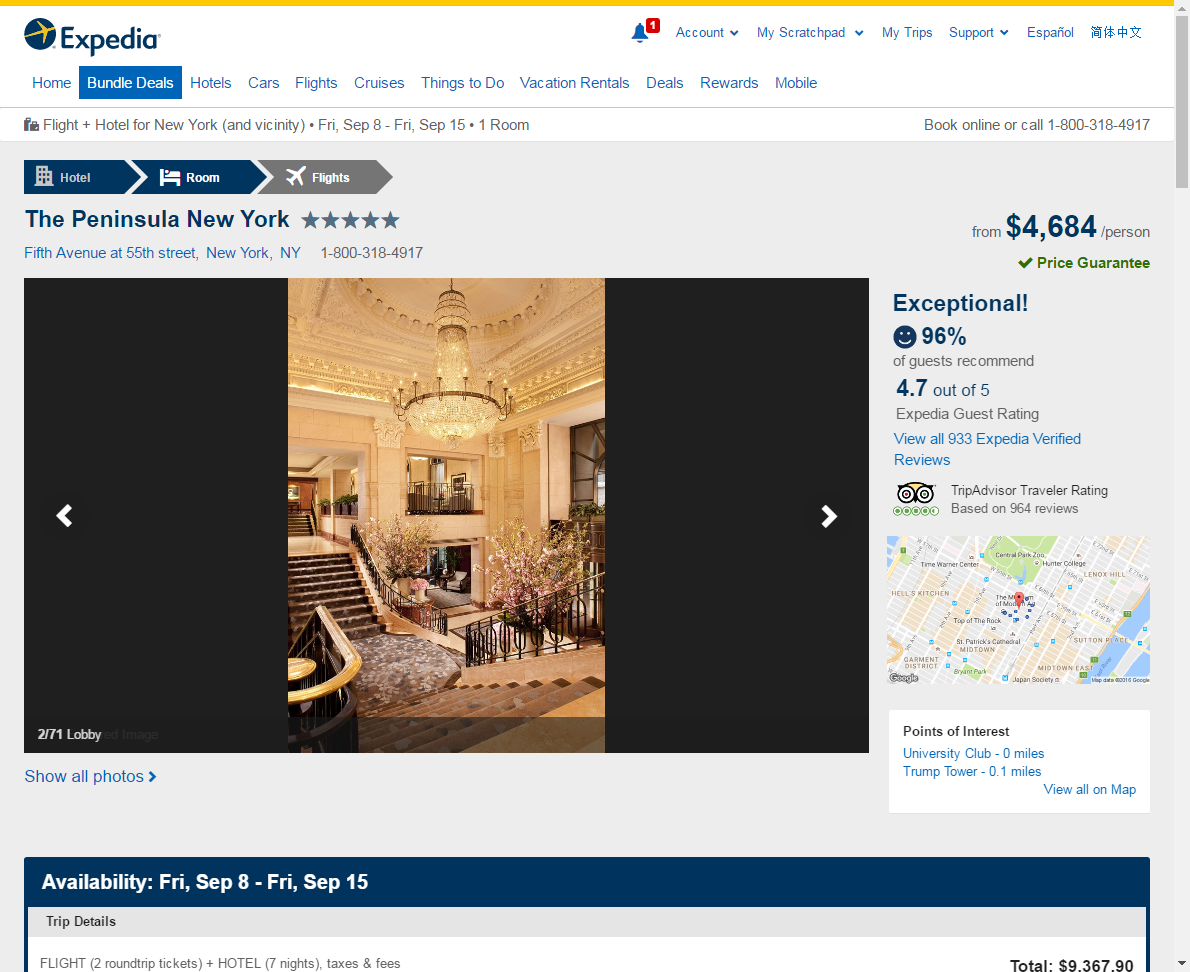 Expedia
1
Account
My Scratchpad
My Trips
Support
Español
简体中文
Home
Bundle Deals
Hotels
Cars
Flights
Cruises
Things to Do
Vacation Rentals
Deals
Rewards
Mobile
Flight + Hotel for New York (and vicinity) • Fri, Sep 8 - Fri, Sep 15 • 1 Room
Book online or call 1-800-318-4917
Hotel
Room
Flights
The Peninsula New York
from $4,684 /person
Fifth Avenue at 55th street, New York, NY 1-800-318-4917
Price Guarantee
Exceptional!
96%
of guests recommend
4.7 out of 5
Expedia Guest Rating
View all 933 Expedia Verified
Reviews
TripAdvisor Traveler Rating
Based on 964 reviews
Central Park Zoo
Time Warner Center
Hunter College
LENOX HILL
HELL'S KITCHEN
Top of The Rock
St. Patrick's Cathedral
MIDTOWN
SUTTON PLACE
GARMENT
DISTRICT
Bryant Park
MIDTOWN EAST
Japan Society
Google
Map data ©2016 Google
2/71 Lobby
Show all photos
Points of Interest
University Club - 0 miles
Trump Tower - 0.1 miles
View all on Map
Availability: Fri, Sep 8 - Fri, Sep 15
Trip Details
FLIGHT (2 roundtrip tickets) + HOTEL (7 nights), taxes & fees
Total: $9,367.90